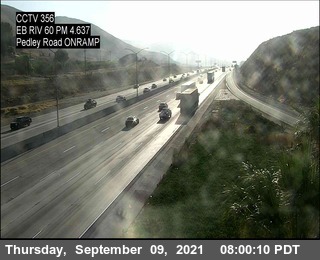 CCTV 356
EB RIV 60 PM 4.637
Pedley Road ONRAMP
Thursday, September 09, 2021 08:00:10 PDT